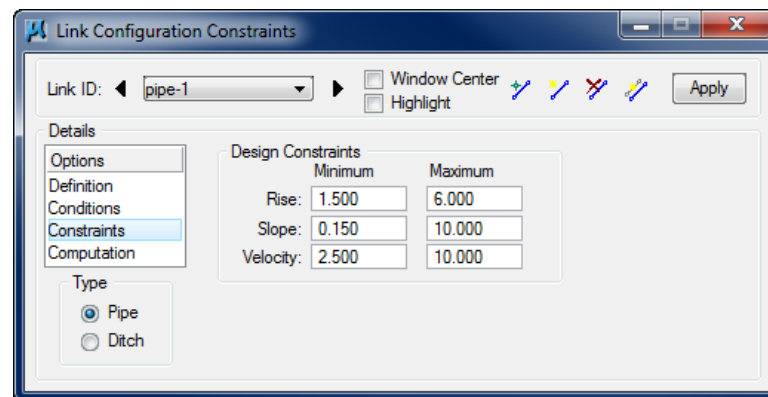 Link Configuration Constraints
Link ID: pipe-1 Window Center Apply
Highlight
Details
Options
Definition
Conditions
Constraints
Computation
Design Constraints
Minimum Maximum
Rise: 1.500 6.000
Slope: 0.150 10.000
Velocity: 2.500 10.000
Type
Pipe
Ditch